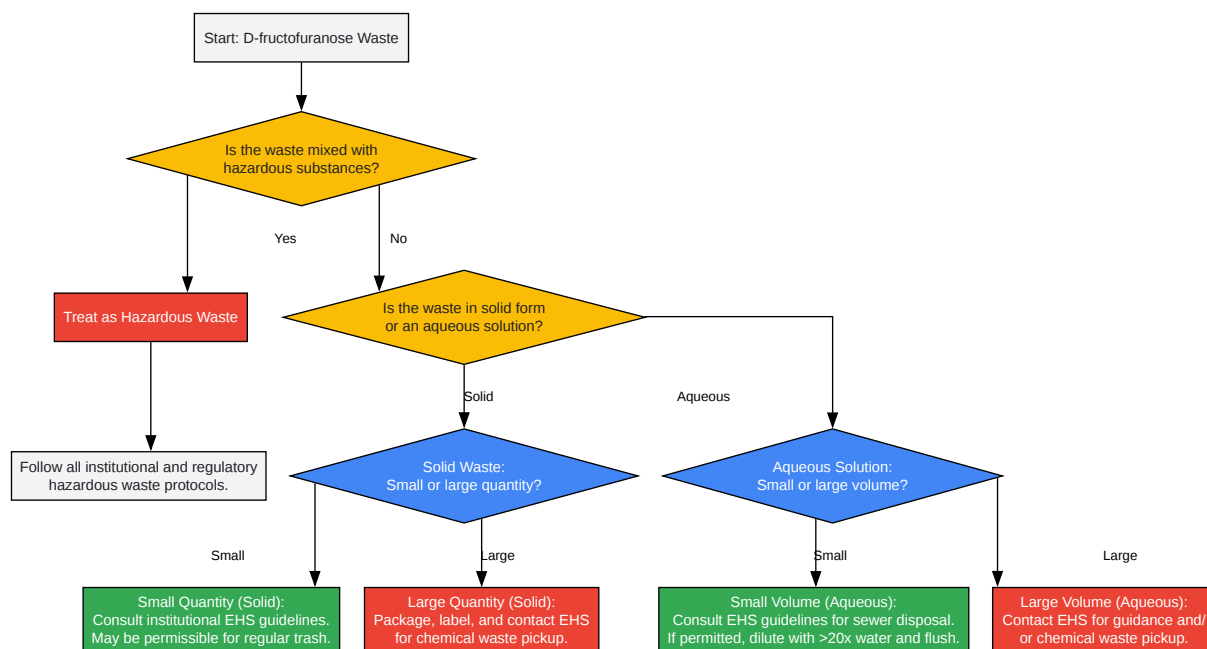 Start: D-fructofuranose Waste
Is the waste mixed with
hazardous substances?
Yes
No
Treat as Hazardous Waste
Is the waste in solid form
or an aqueous solution?
Solid
Aqueous
Follow all institutional and regulatory
hazardous waste protocols.
Solid Waste:
Small or large quantity?
Aqueous Solution:
Small or large volume?
Small
Large
Small
Large
Small Quantity (Solid):
Consult institutional EHS guidelines.
May be permissible for regular trash.
Large Quantity (Solid):
Package, label, and contact EHS
for chemical waste pickup.
Small Volume (Aqueous):
Consult EHS guidelines for sewer disposal.
If permitted, dilute with >20x water and flush.
Large Volume (Aqueous):
Contact EHS for guidance and/
or chemical waste pickup.